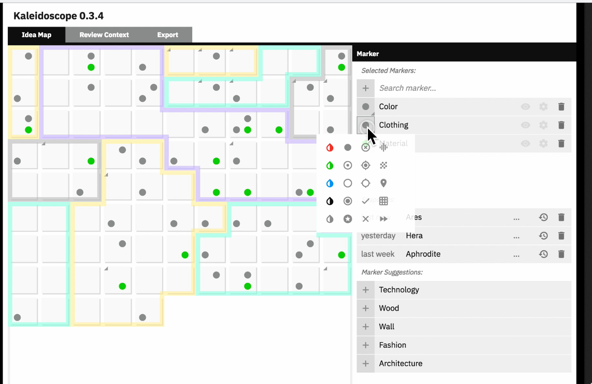 Kaleidoscope 0.3.4
Idea Map
Review Context
Export
Marker
Selected Markers:
+ Search marker...
Color
Clothing
Material
Ares ...
yesterday Hera ...
last week Aphrodite ...
Marker Suggestions:
+ Technology
+ Wood
+ Wall
+ Fashion
+ Architecture